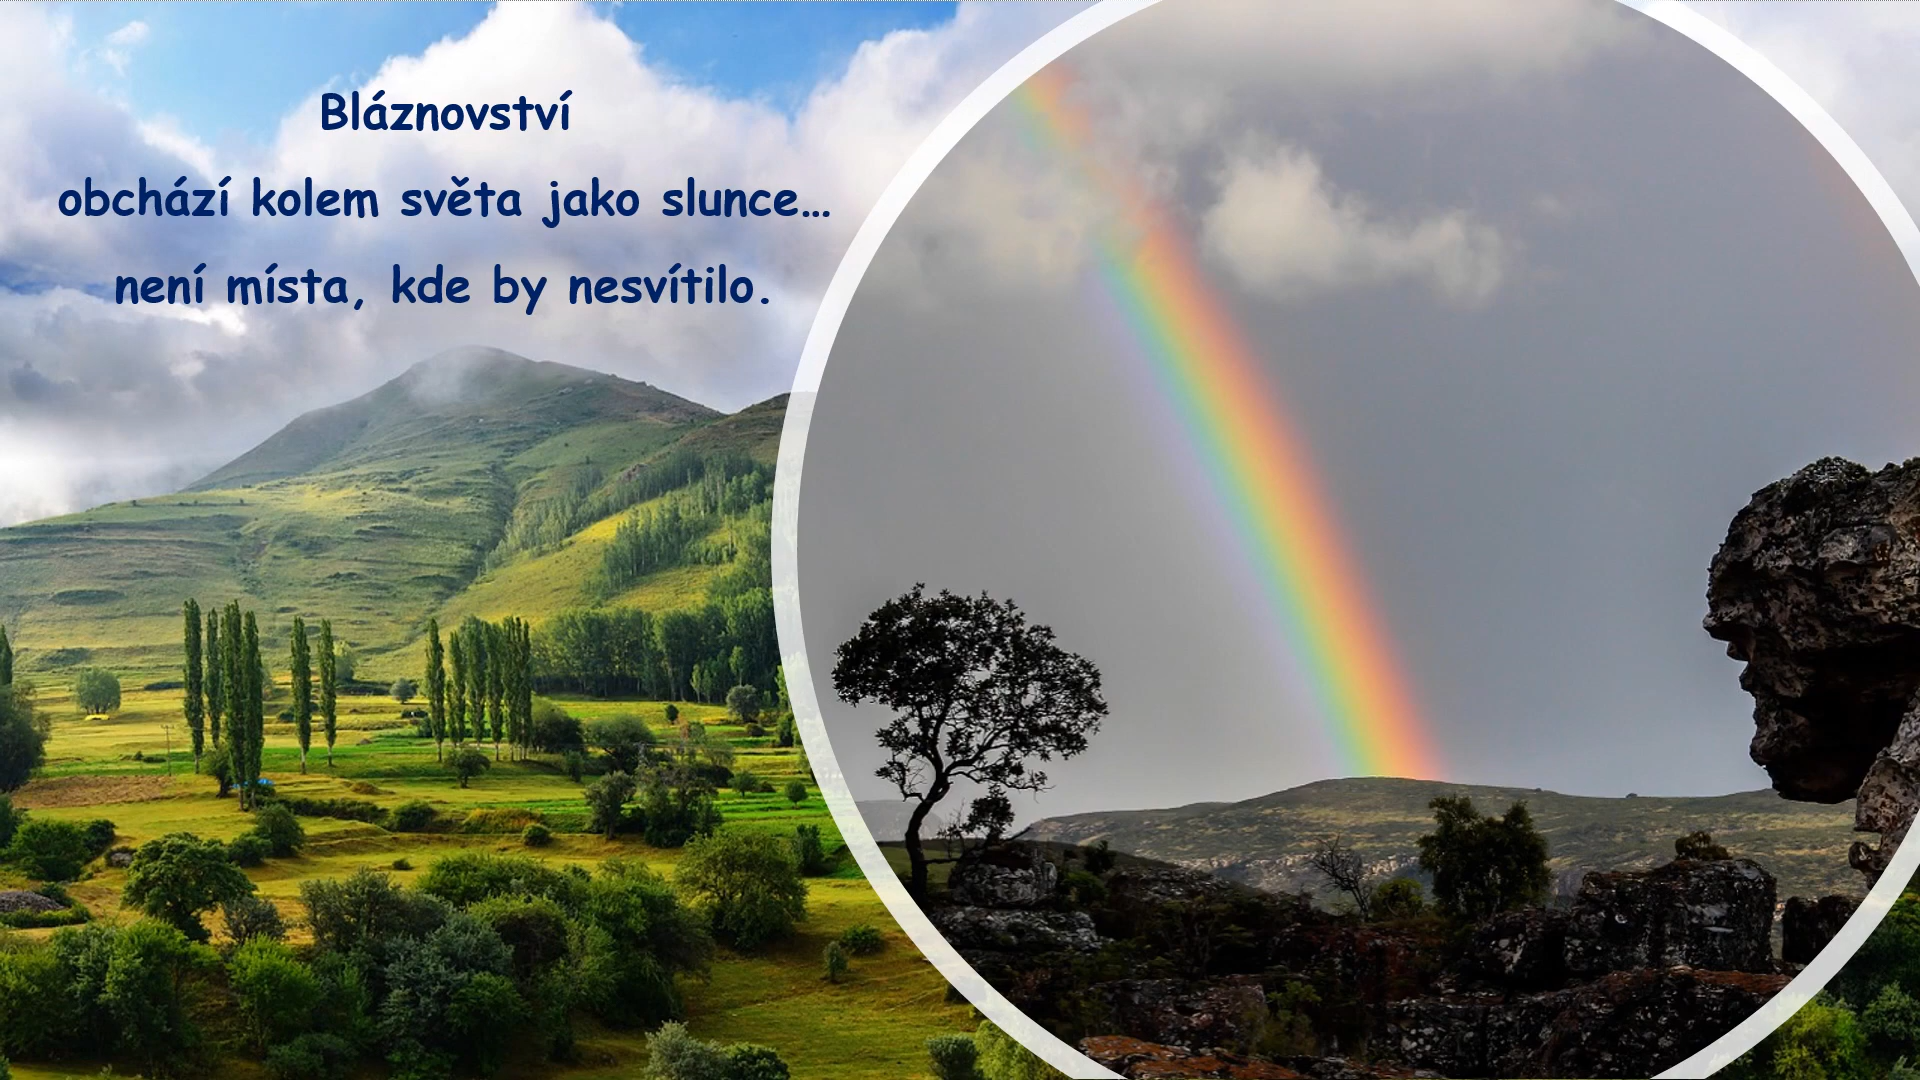 Bláznovství
obchází kolem světa jako slunce…
není místa, kde by nesvítilo.